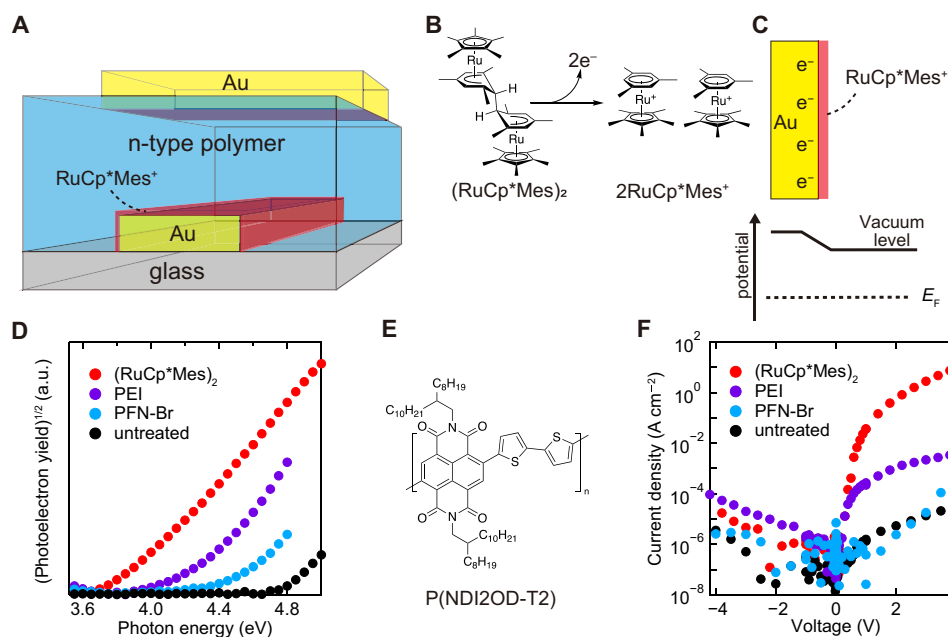 A
Au
n-type polymer
RuCp*Mes⁺
Au
glass
B
Ru
H
H
Ru
2e⁻
Ru⁺
Ru⁺
(RuCp*Mes)₂
2RuCp*Mes⁺
C
e⁻
e⁻
Au
e⁻
e⁻
RuCp*Mes⁺
potential
Vacuum
level
E_F
D
(Photoelectron yield)^1/2 (a.u.)
(RuCp*Mes)₂
PEI
PFN-Br
untreated
3.6 4.0 4.4 4.8
Photon energy (eV)
E
C₈H₁₉
C₁₀H₂₁
O N O
S
S
n
O N O
C₁₀H₂₁
C₈H₁₉
P(NDI2OD-T2)
F
Current density (A cm⁻²)
10²
10⁰
10⁻²
10⁻⁴
10⁻⁶
10⁻⁸
(RuCp*Mes)₂
PEI
PFN-Br
untreated
−4 −2 0 2
Voltage (V)